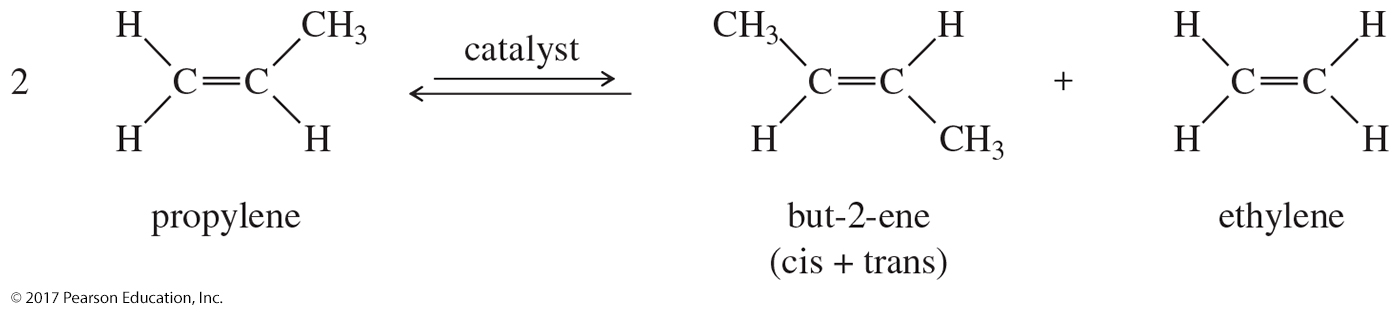 H CH₃ CH₃ H H H
2 C=C catalyst C=C + C=C
H H H CH₃ H H
propylene but-2-ene ethylene
(cis + trans)
© 2017 Pearson Education, Inc.